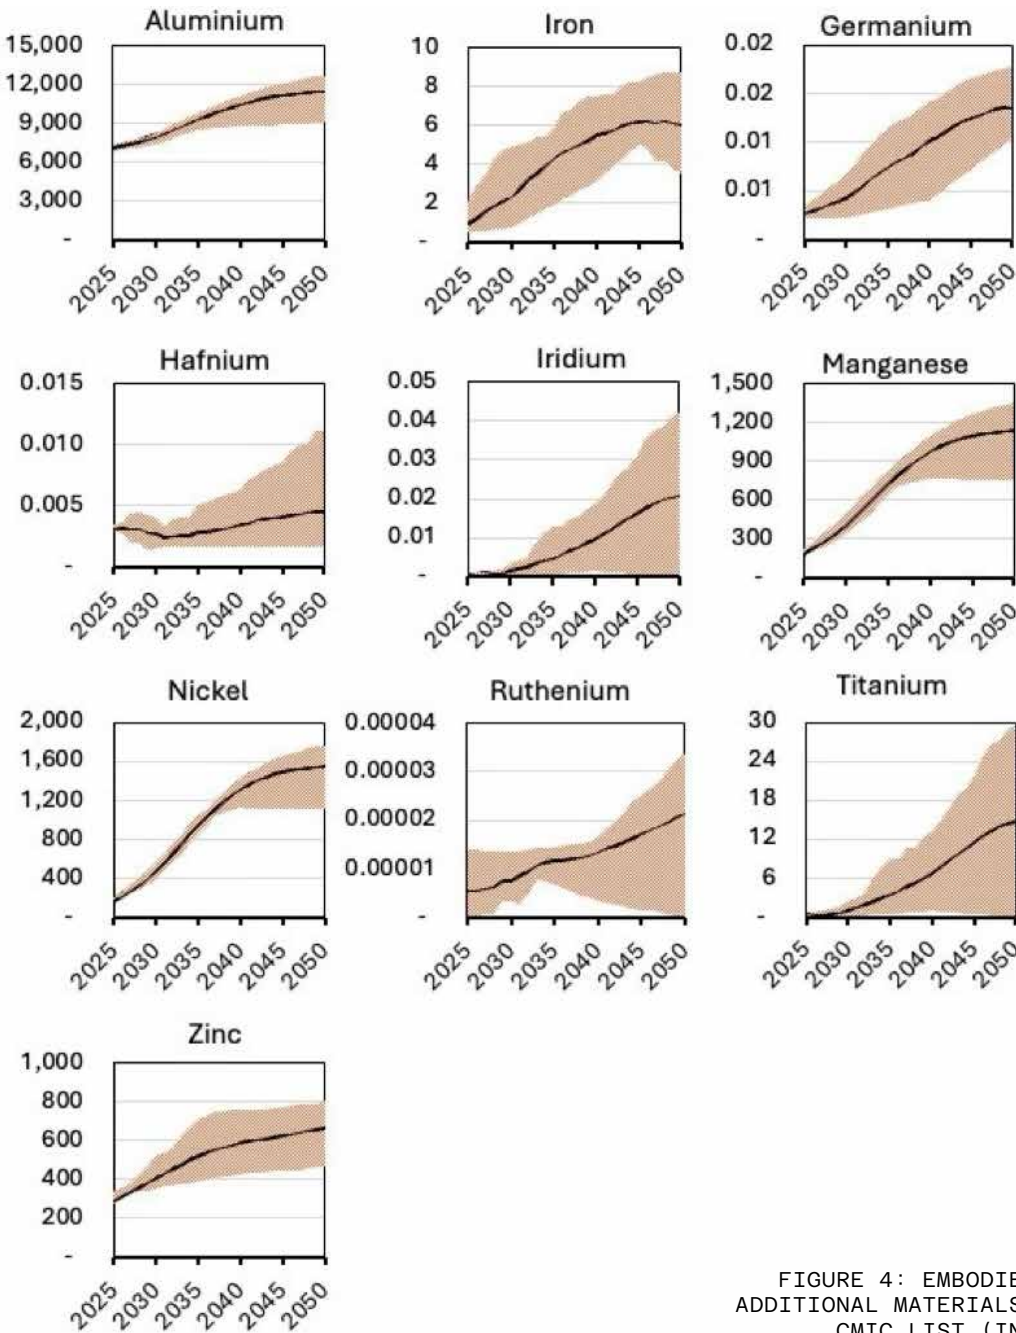 Aluminium
15,000
12,000
9,000
6,000
3,000
-
2025 2030 2035 2040 2045 2050
Iron
10
8
6
4
2
-
2025 2030 2035 2040 2045 2050
Germanium
0.02
0.02
0.01
0.01
-
2025 2030 2035 2040 2045 2050
Hafnium
0.015
0.010
0.005
-
2025 2030 2035 2040 2045 2050
Iridium
0.05
0.04
0.03
0.02
0.01
-
2025 2030 2035 2040 2045 2050
Manganese
1,500
1,200
900
600
300
-
2025 2030 2035 2040 2045 2050
Nickel
2,000
1,600
1,200
800
400
-
2025 2030 2035 2040 2045 2050
Ruthenium
0.00004
0.00003
0.00002
0.00001
-
2025 2030 2035 2040 2045 2050
Titanium
30
24
18
12
6
-
2025 2030 2035 2040 2045 2050
Zinc
1,000
800
600
400
200
-
2025 2030 2035 2040 2045 2050
FIGURE 4: EMBODIE
ADDITIONAL MATERIALS
CMIC LIST (IN